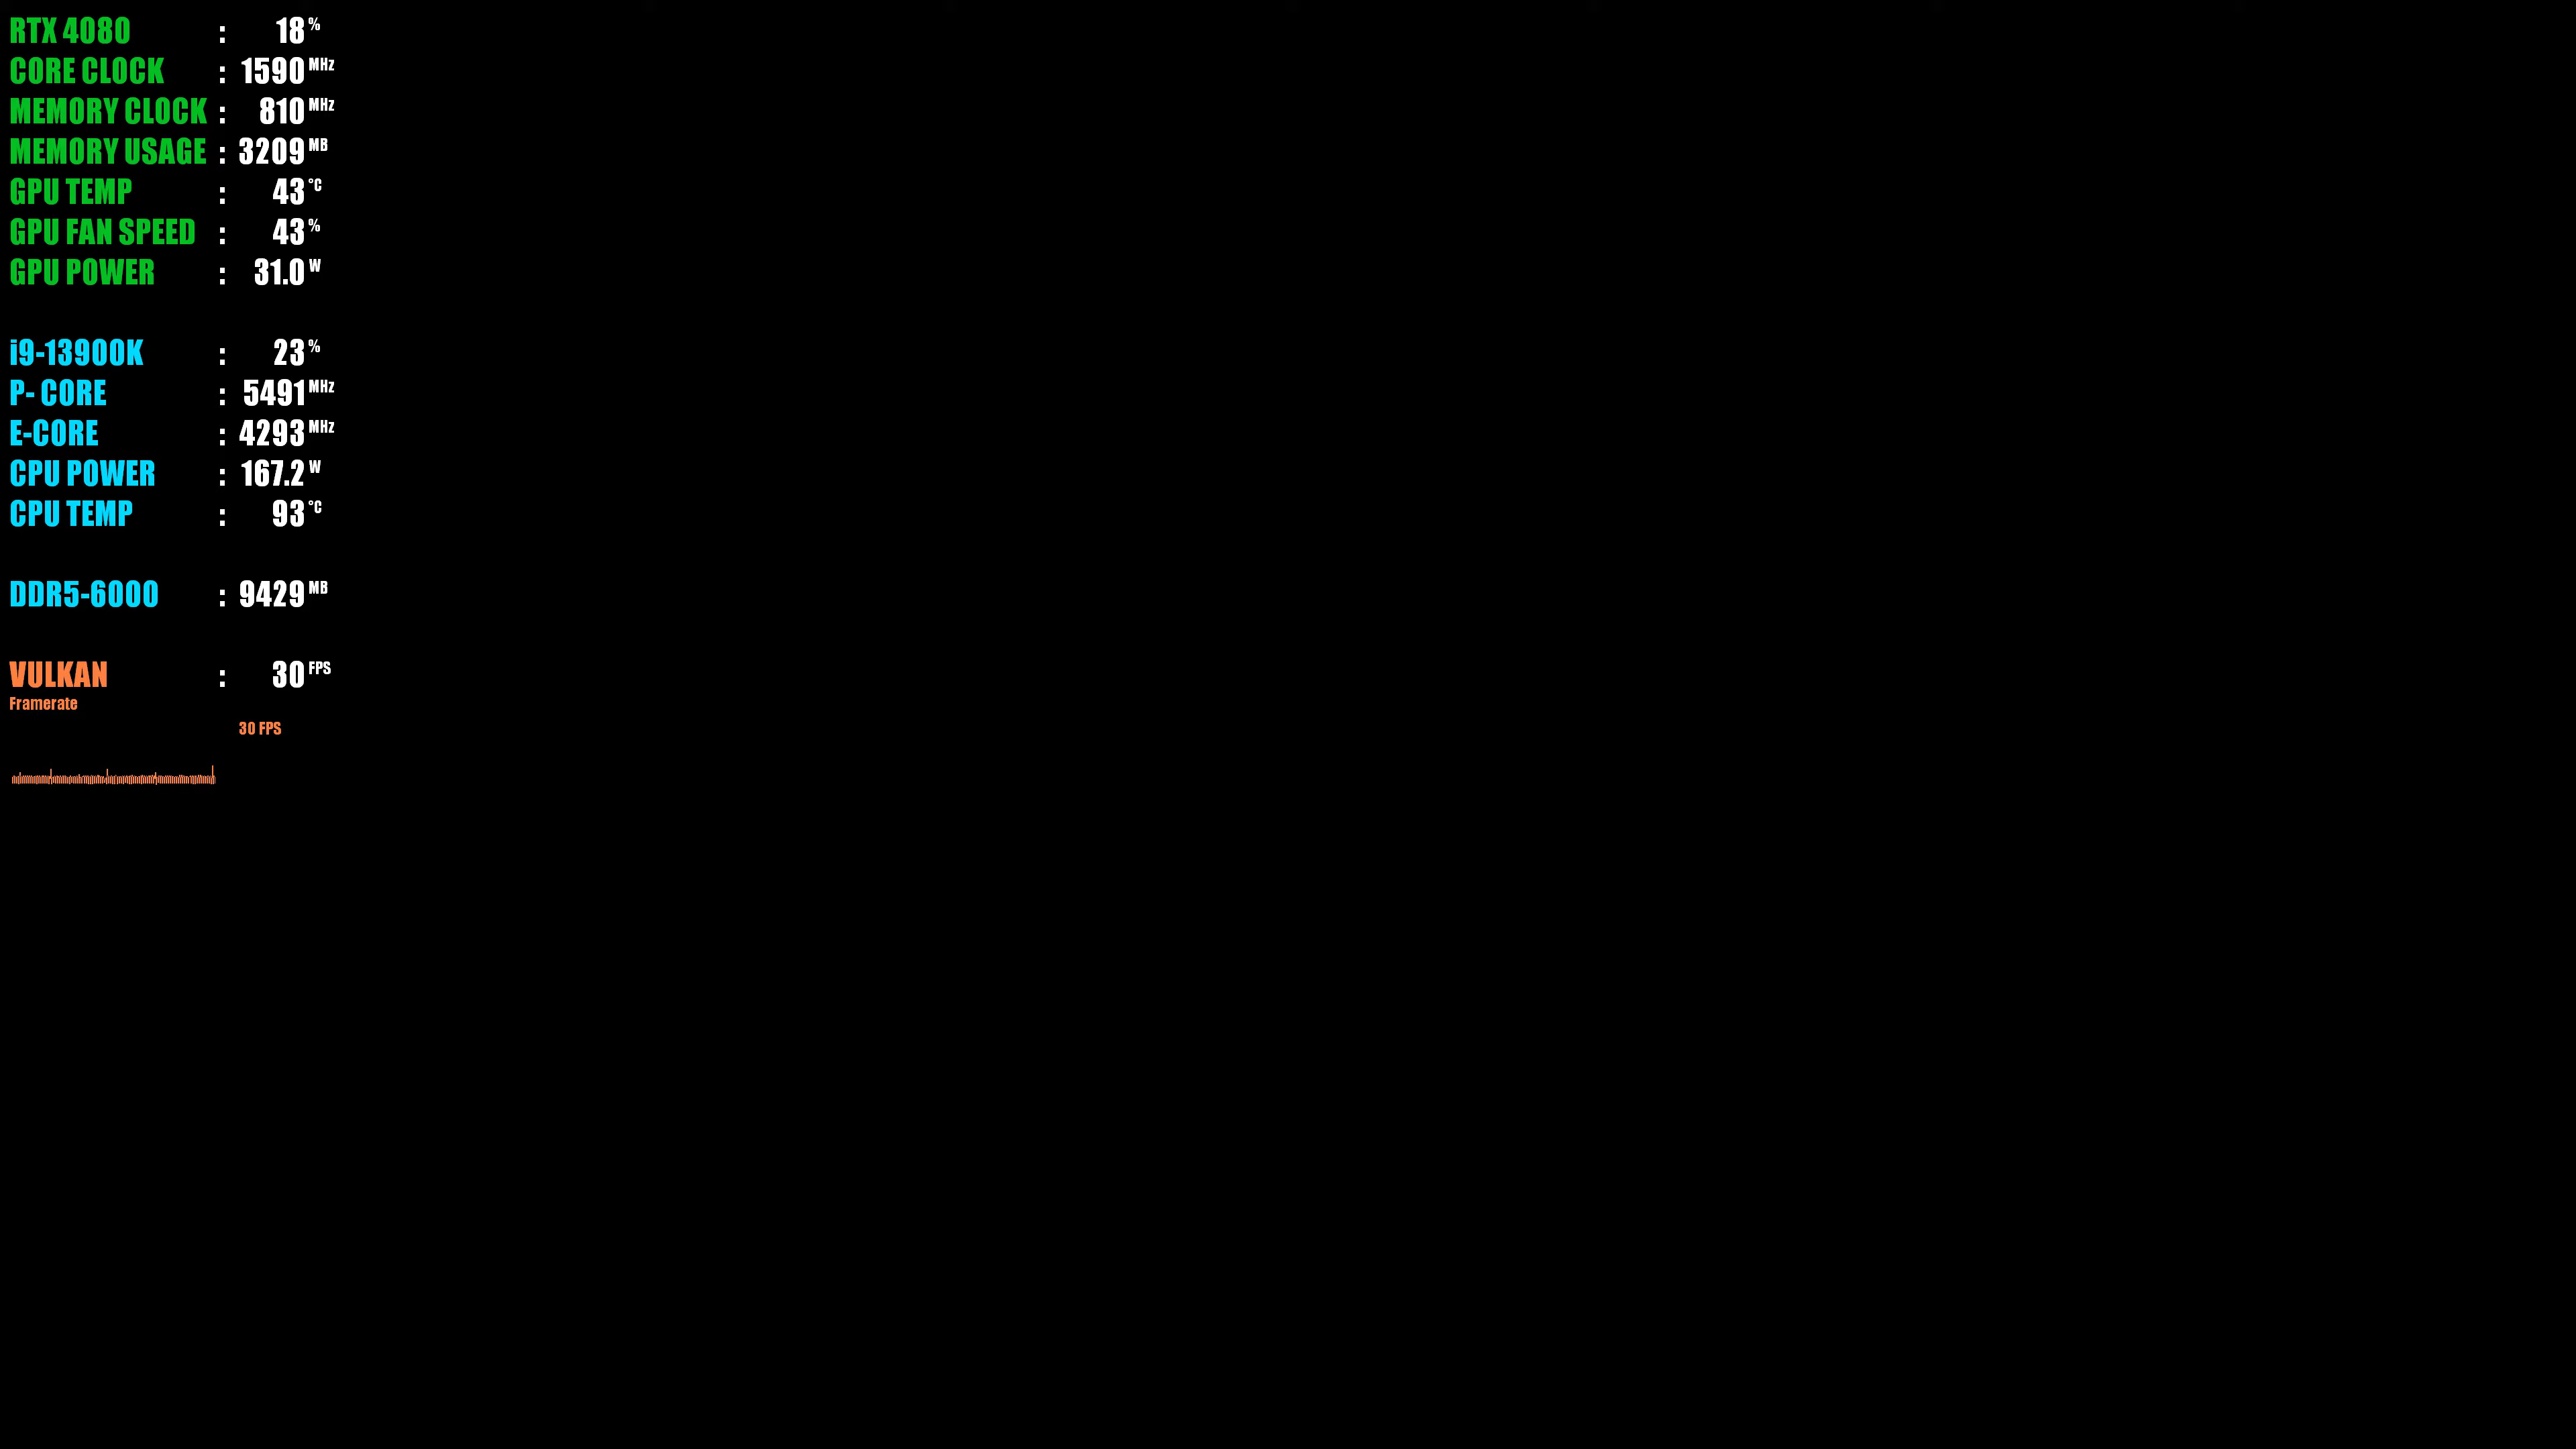 RTX 4080 : 18 %
CORE CLOCK : 1590 MHz
MEMORY CLOCK : 810 MHz
MEMORY USAGE : 3209 MB
GPU TEMP : 43 °C
GPU FAN SPEED : 43 %
GPU POWER : 31.0 W
i9-13900K : 23 %
P- CORE : 5491 MHz
E-CORE : 4293 MHz
CPU POWER : 167.2 W
CPU TEMP : 93 °C
DDR5-6000 : 9429 MB
VULKAN : 30 FPS
Framerate
30 FPS